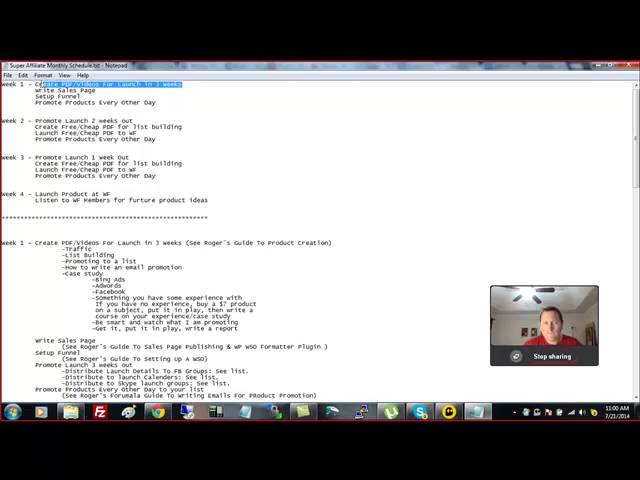 Super Affiliate Monthly Schedule.txt - Notepad
File Edit Format View Help
week 1 - Create PDF/Videos For Launch in 3 weeks
Write Sales Page
Setup Funnel
Promote Products Every Other Day
week 2 - Promote Launch 2 weeks out
Create Free/Cheap PDF for list building
Launch Free/Cheap PDF to WF
Promote Products Every Other Day
week 3 - Promote Launch 1 week Out
Create Free/Cheap PDF for list building
Launch Free/Cheap PDF to WF
Promote Products Every Other Day
week 4 - Launch Product at WF
Listen to WF Members for furture product ideas
*******************************************************
week 1 - Create PDF/Videos For Launch in 3 weeks (See Roger's Guide To Product Creation)
-Traffic
-List Building
-Promoting to a list
-How to write an email promotion
-Case study
-Bing Ads
-Adwords
-Facebook
-Something you have some experience with
If you have no experience, buy a $7 product
on a subject, put it in play, then write a
course on your experience/case study
-Be smart and watch what I am promoting
-Get it, put it in play, write a report
Write Sales Page
(See Roger's Guide To Sales Page Publishing & WP WSO Formatter Plugin )
Setup Funnel
(See Roger's Guide To Setting Up A WSO)
Promote Launch 3 weeks out
-Distribute Launch Details To FB Groups: See list.
-Distribute to launch Calenders: See list.
-Distribute to Skype launch groups: See list.
Promote Products Every Other Day to your list
(See Roger's Forumala Guide To Writing Emails For PRoduct Promotion)
Stop sharing
11:00 AM
7/21/2014